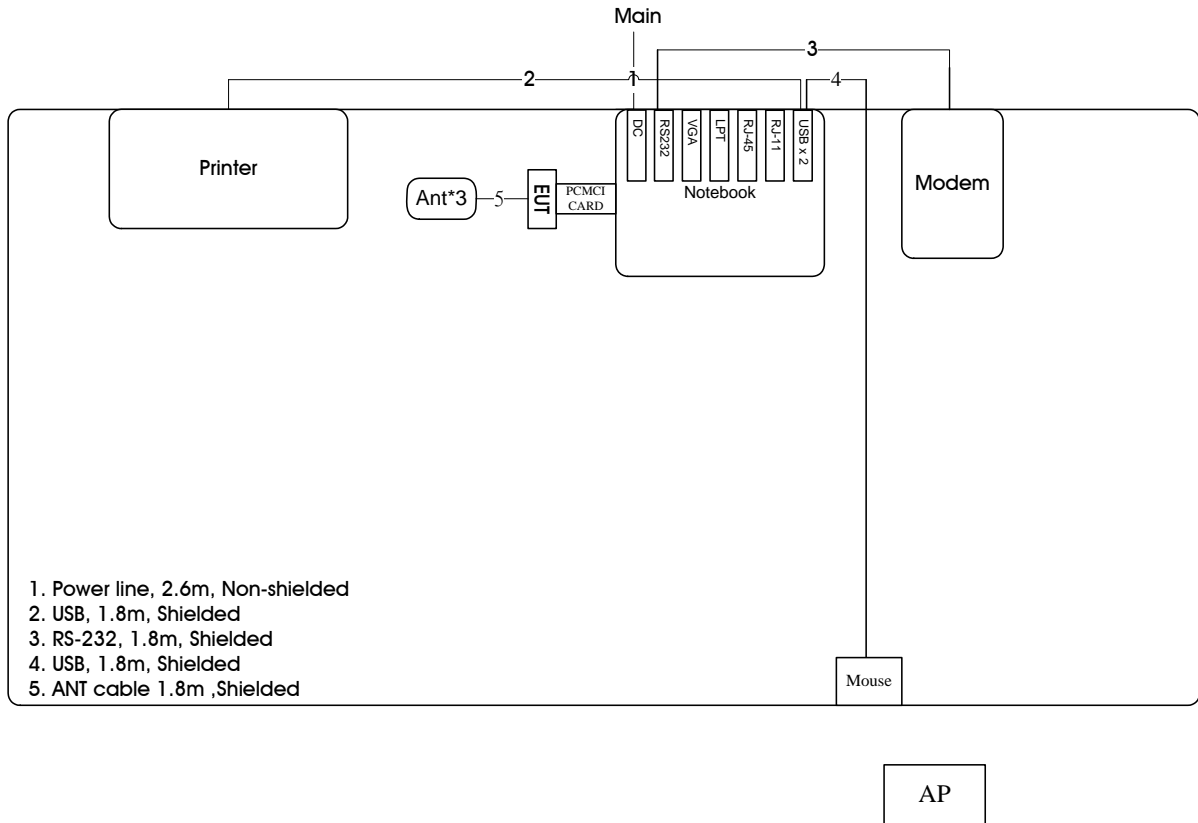 Main
3
2
1
4
Printer
DC
RS232
VGA
LPT
RJ-45
RJ-11
USB x 2
Notebook
Modem
Ant*3
5
EUT
PCMCI
CARD
1. Power line, 2.6m, Non-shielded
2. USB, 1.8m, Shielded
3. RS-232, 1.8m, Shielded
4. USB, 1.8m, Shielded
5. ANT cable 1.8m ,Shielded
Mouse
AP